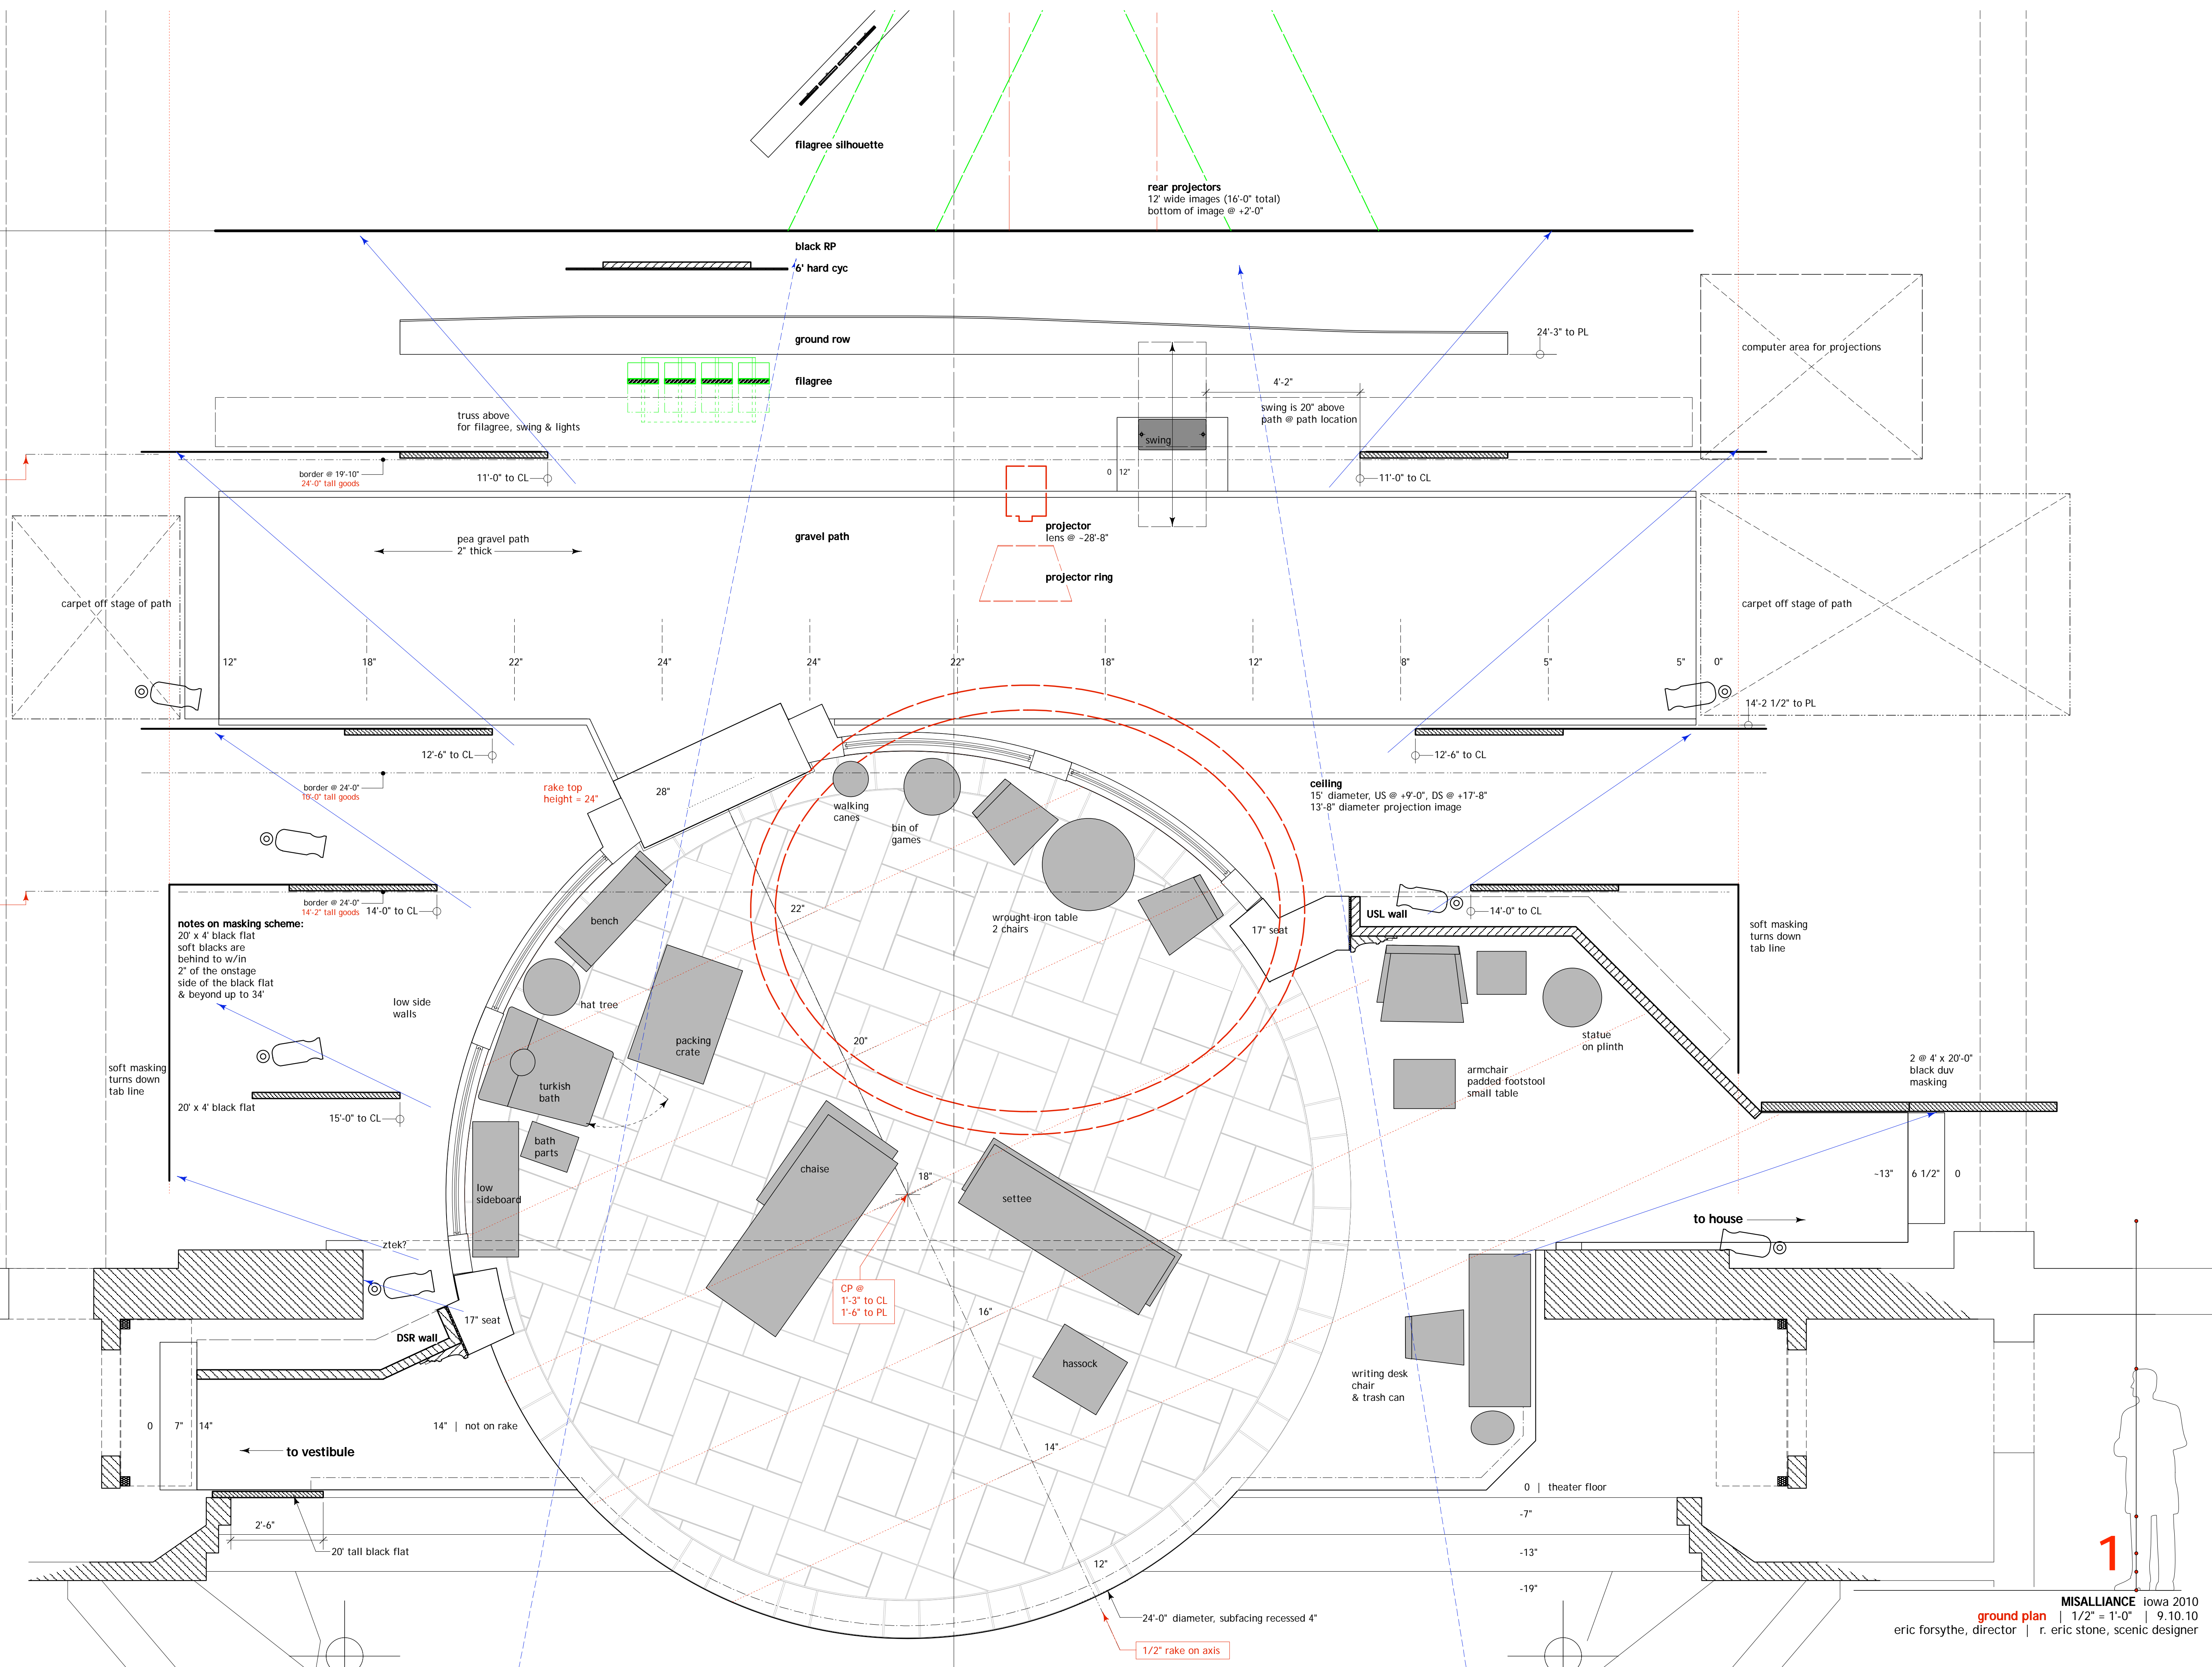 filagree silhouette
rear projectors
12' wide images (16'-0" total)
bottom of image @ +2'-0"
black RP
6' hard cyc
24'-3" to PL
ground row
computer area for projections
filagree
4'-2"
truss above
for filagree, swing & lights
swing is 20" above
path @ path location
swing
border @ 19'-10"
24'-0" tall goods
11'-0" to CL
0
12"
11'-0" to CL
projector
lens @ ~28'-8"
pea gravel path
2" thick
gravel path
projector ring
carpet off stage of path
carpet off stage of path
12"
18"
22"
24"
24"
22"
18"
12"
8"
5"
5"
0"
14'-2 1/2" to PL
12'-6" to CL
12'-6" to CL
border @ 24'-0"
10'-0" tall goods
rake top
height = 24"
28"
ceiling
15' diameter, US @ +9'-0", DS @ +17'-8"
13'-8" diameter projection image
walking
canes
bin of
games
border @ 24'-0"
14'-2" tall goods
14'-0" to CL
22"
bench
wrought iron table
2 chairs
17" seat
USL wall
14'-0" to CL
notes on masking scheme:
20' x 4' black flat
soft blacks are
behind to w/in
2" of the onstage
side of the black flat
& beyond up to 34'
soft masking
turns down
tab line
low side
walls
hat tree
packing
crate
20"
statue
on plinth
soft masking
turns down
tab line
20' x 4' black flat
15'-0" to CL
turkish
bath
armchair
padded footstool
small table
2 @ 4' x 20'-0"
black duv
masking
bath
parts
chaise
18"
settee
low
sideboard
~13"
6 1/2"
0
to house
ztek?
CP @
1'-3" to CL
1'-6" to PL
16"
17" seat
DSR wall
hassock
writing desk
chair
& trash can
0
7"
14"
14" | not on rake
to vestibule
14"
0 | theater floor
-7"
2'-6"
20' tall black flat
-13"
12"
-19"
24'-0" diameter, subfacing recessed 4"
1/2" rake on axis
1
MISALLIANCE iowa 2010
ground plan | 1/2" = 1'-0" | 9.10.10
eric forsythe, director | r. eric stone, scenic designer